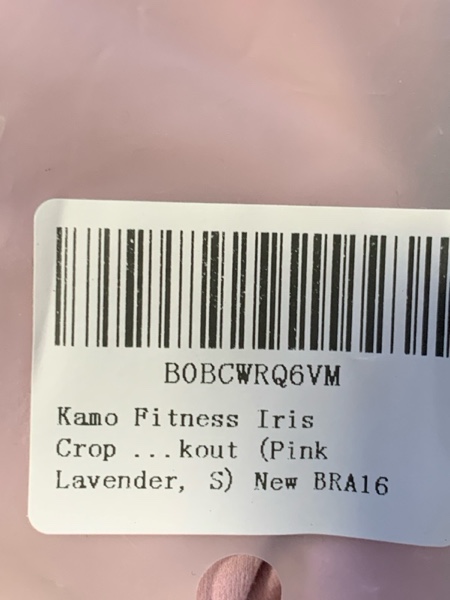 B0BCWRQ6VM
Kamo Fitness Iris
Crop ...kout (Pink
Lavender, S) New BRA16